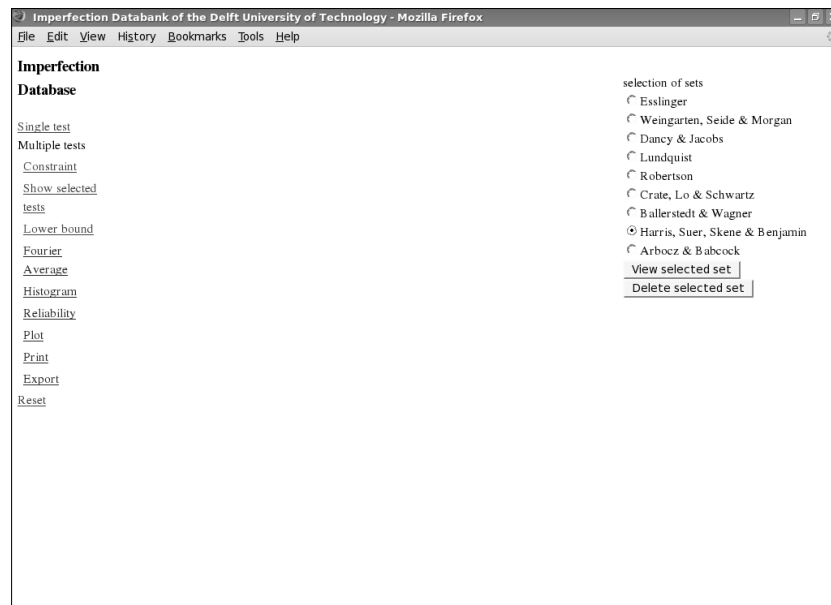 Imperfection Databank of the Delft University of Technology - Mozilla Firefox
File Edit View History Bookmarks Tools Help
Imperfection
Database
Single test
Multiple tests
Constraint
Show selected
tests
Lower bound
Fourier
Average
Histogram
Reliability
Plot
Print
Export
Reset
selection of sets
Esslinger
Weingarten, Seide & Morgan
Dancy & Jacobs
Lundquist
Robertson
Crate, Lo & Schwartz
Ballerstedt & Wagner
Harris, Suer, Skene & Benjamin
Arbocz & Babcock
View selected set
Delete selected set